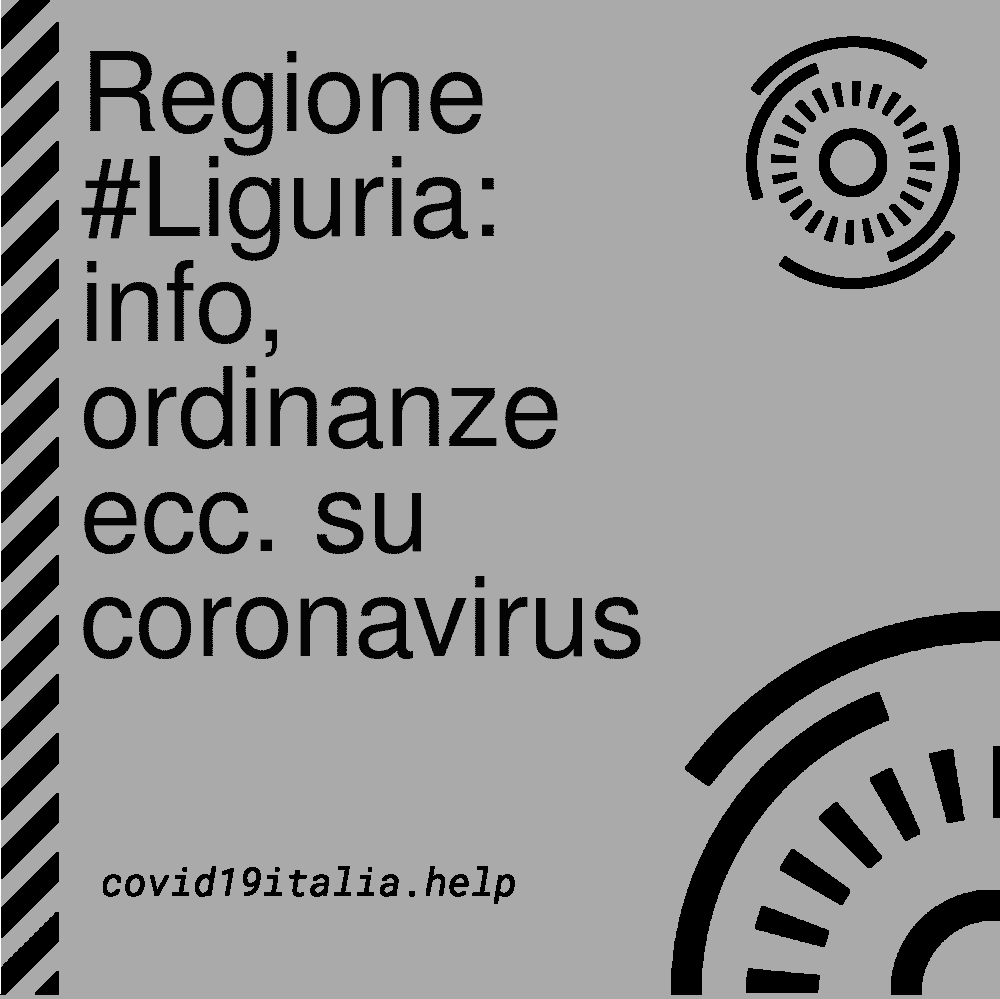 Regione
#Liguria:
info,
ordinanze
ecc. su
coronavirus
covid19italia.help